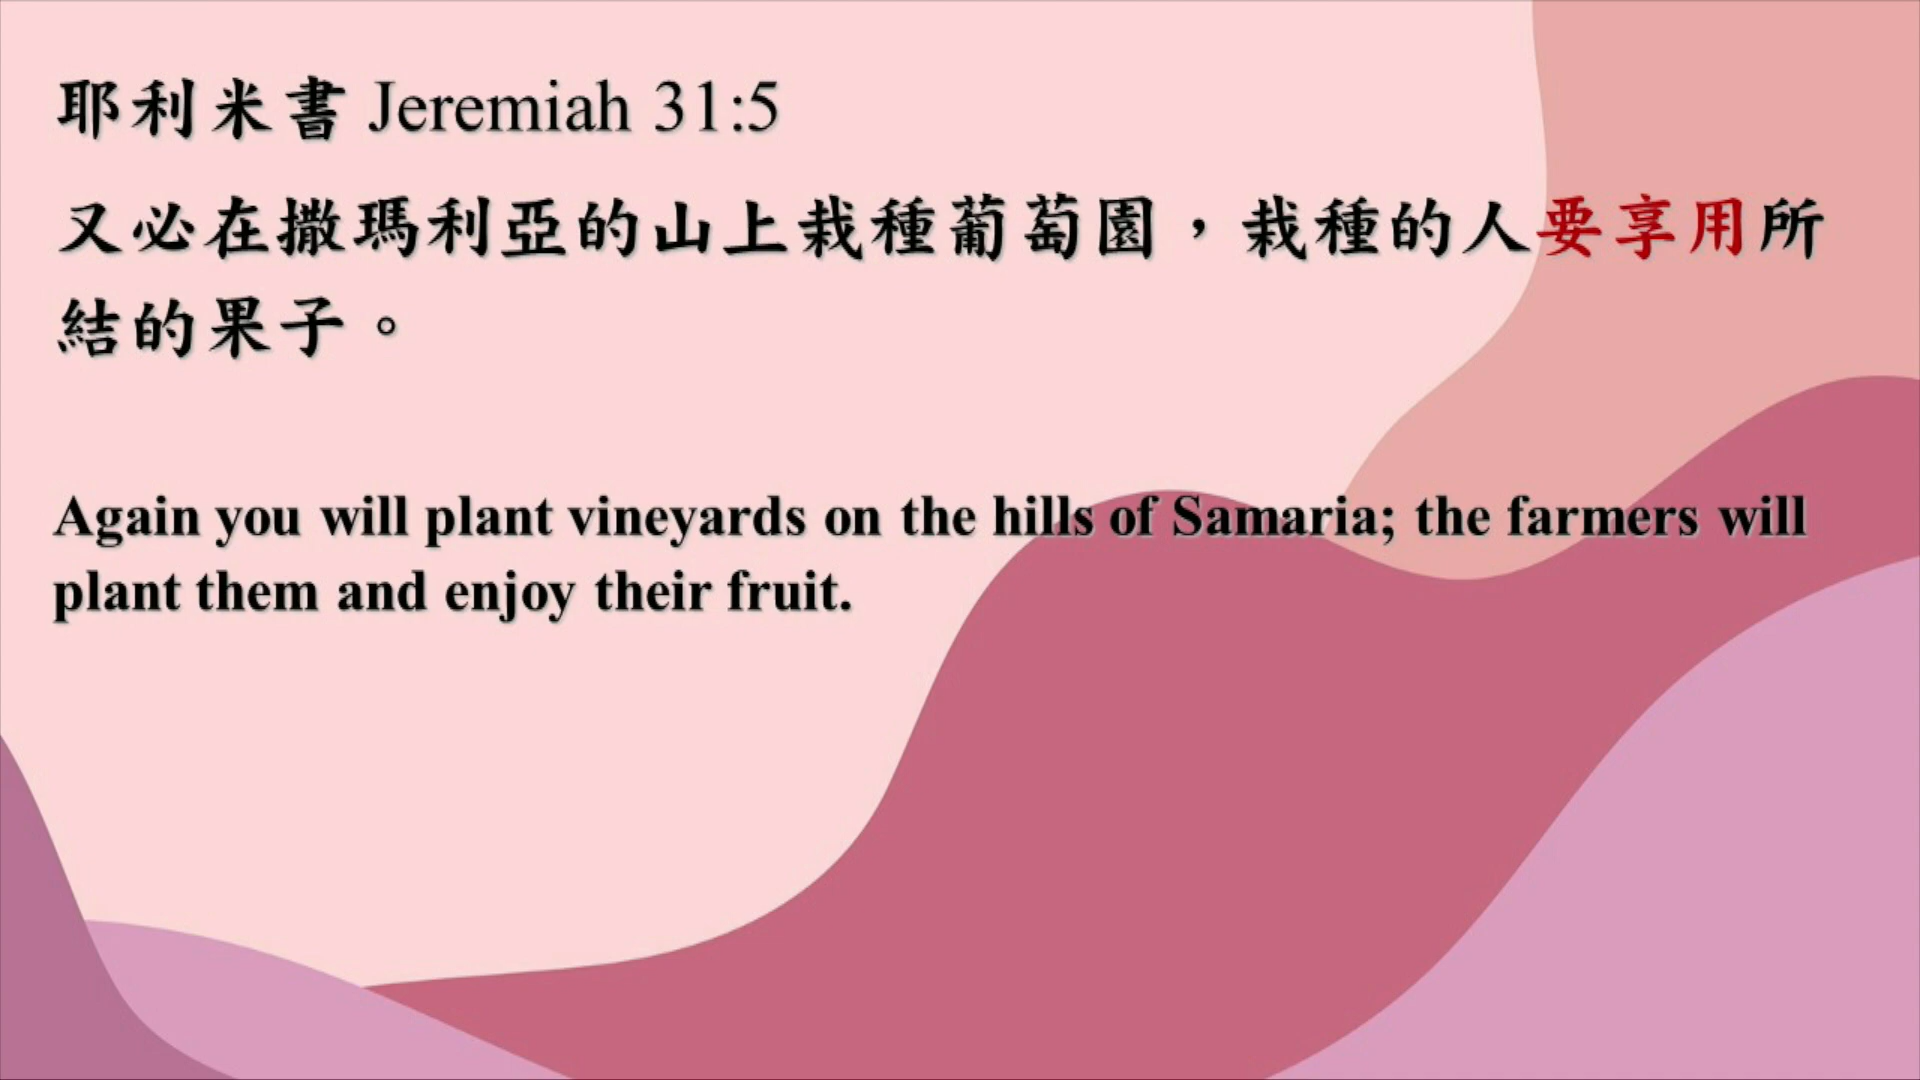 耶利米書 Jeremiah 31:5
又必在撒瑪利亞的山上栽種葡萄園，栽種的人要享用所
結的果子。
Again you will plant vineyards on the hills of Samaria; the farmers will
plant them and enjoy their fruit.